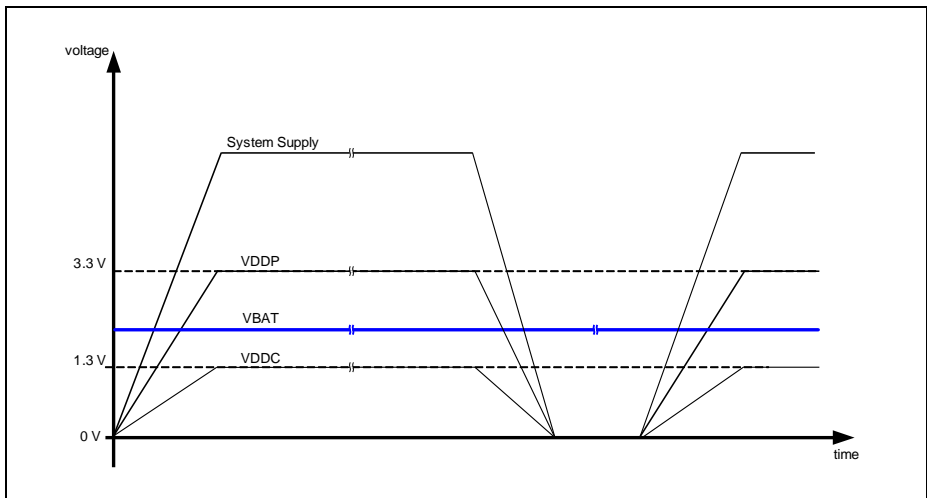 voltage
System Supply
3.3 V
VDDP
VBAT
1.3 V
VDDC
0 V
time